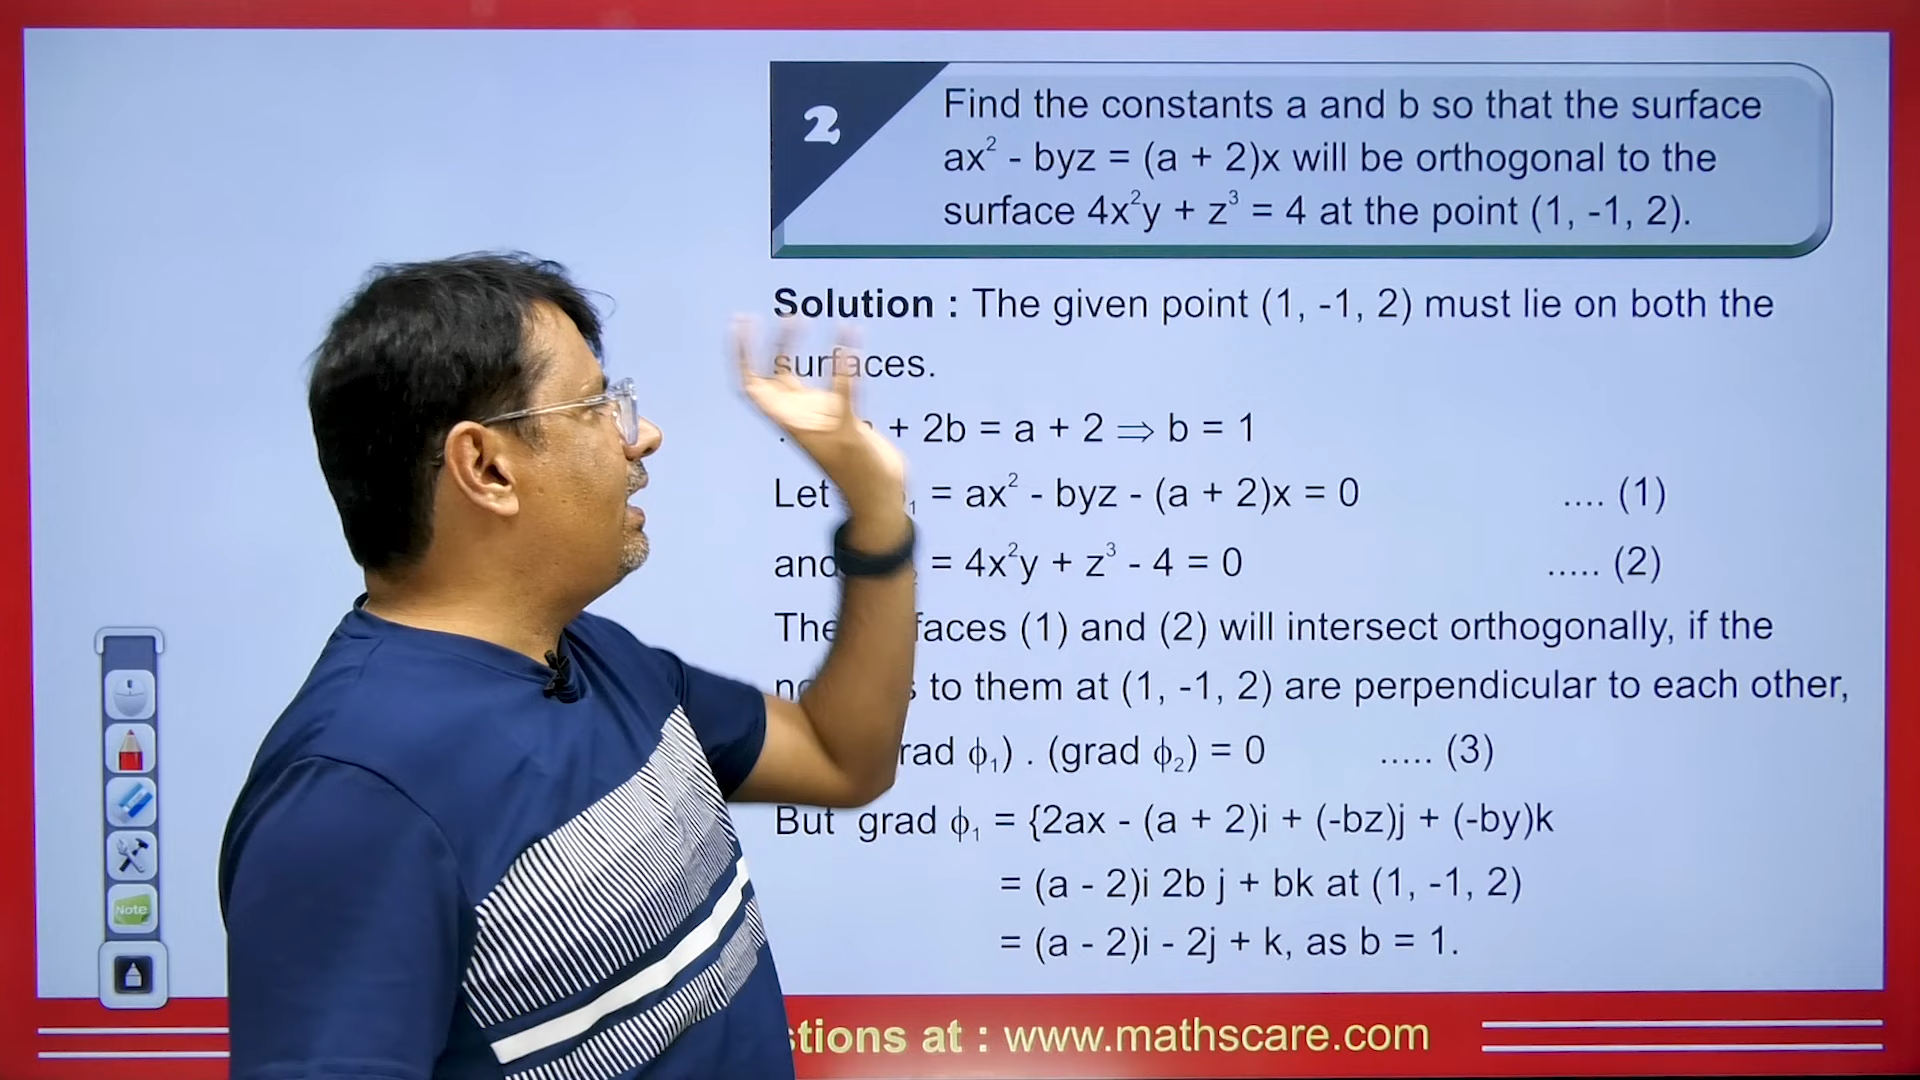 2
Find the constants a and b so that the surface
ax² - byz = (a + 2)x will be orthogonal to the
surface 4x²y + z³ = 4 at the point (1, -1, 2).
Solution : The given point (1, -1, 2) must lie on both the
surfaces.
+ 2b = a + 2 ⇒ b = 1
Let = ax² - byz - (a + 2)x = 0 .... (1)
and = 4x²y + z³ - 4 = 0 ..... (2)
(1) and (2) will intersect orthogonally, if the
to them at (1, -1, 2) are perpendicular to each other,
ϕ₁) . (grad ϕ₂) = 0 ..... (3)
But grad ϕ₁ = {2ax - (a + 2)i + (-bz)j + (-by)k
= (a - 2)i 2b j + bk at (1, -1, 2)
= (a - 2)i - 2j + k, as b = 1.
Note
at : www.mathscare.com